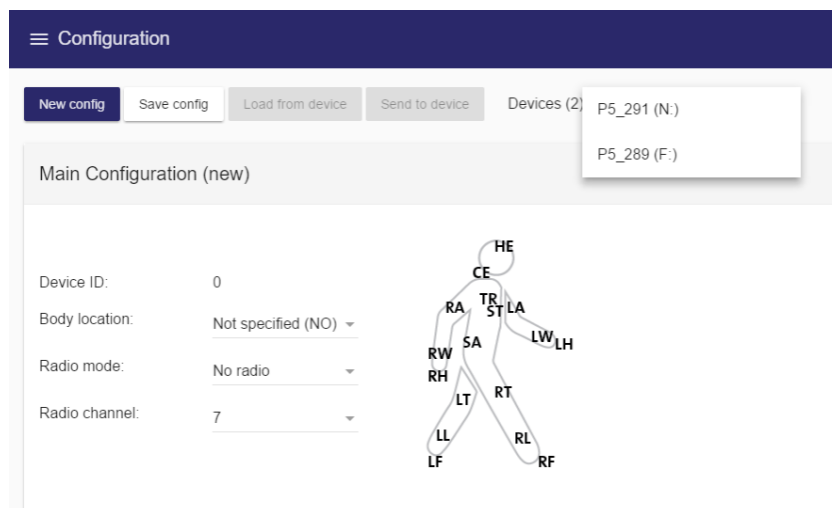 Configuration
New config Save config Load from device Send to device Devices (2) P5_291 (N:)
P5_289 (F:)
Main Configuration (new)
Device ID: 0
Body location: Not specified (NO)
Radio mode: No radio
Radio channel: 7
HE
CE
TR
RA ST LA
SA LW LH
RW
RH
LT RT
LL RL
LF RF